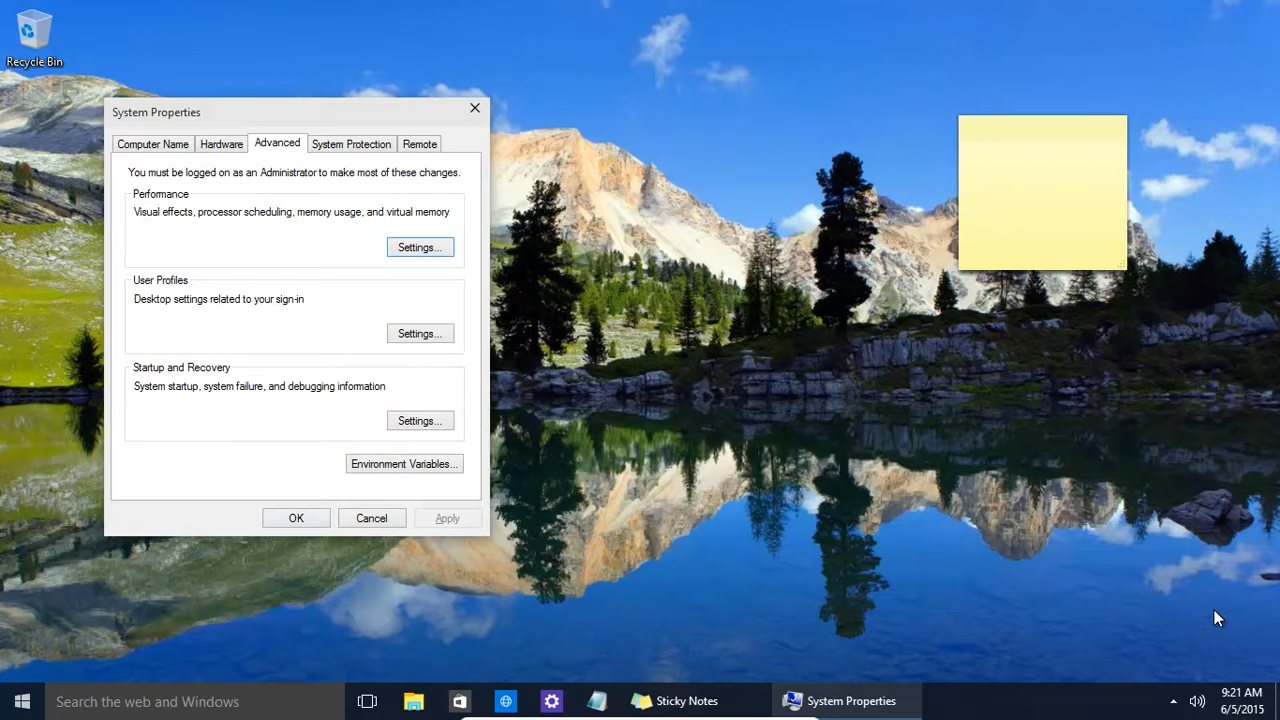 Recycle Bin
System Properties
Computer Name
Hardware
Advanced
System Protection
Remote
You must be logged on as an Administrator to make most of these changes.
Performance
Visual effects, processor scheduling, memory usage, and virtual memory
Settings...
User Profiles
Desktop settings related to your sign-in
Settings...
Startup and Recovery
System startup, system failure, and debugging information
Settings...
Environment Variables...
OK
Cancel
Apply
Search the web and Windows
Sticky Notes
System Properties
9:21 AM
6/5/2015